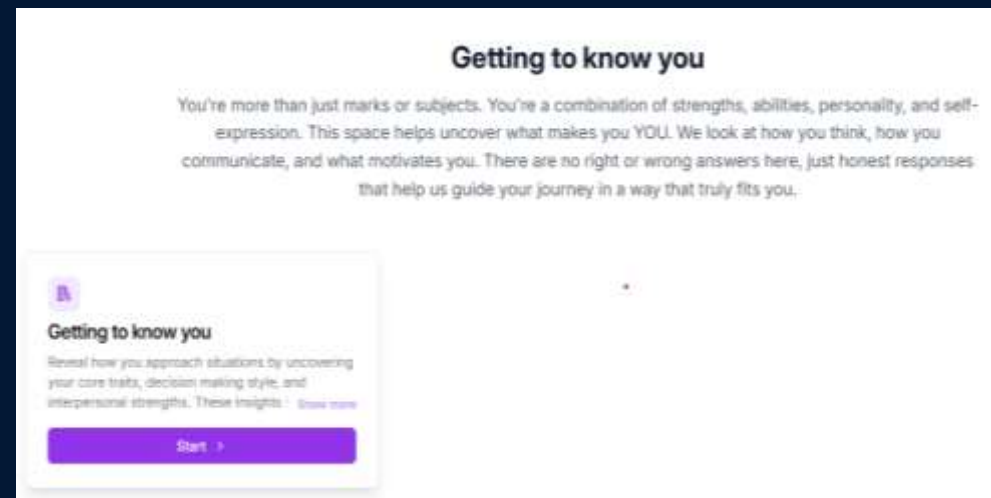 Getting to know you
You're more than just marks or subjects. You're a combination of strengths, abilities, personality, and self-
expression. This space helps uncover what makes you YOU. We look at how you think, how you
communicate, and what motivates you. There are no right or wrong answers here, just honest responses
that help us guide your journey in a way that truly fits you.
Getting to know you
Reveal how you approach situations by uncovering
your core traits, decision making style, and
interpersonal strengths. These insights Show more
Start >